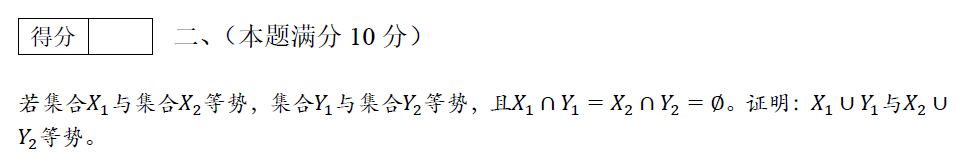 得分 二、（本题满分 10 分）
若集合𝑋₁与集合𝑋₂等势，集合𝑌₁与集合𝑌₂等势，且𝑋₁ ∩ 𝑌₁ = 𝑋₂ ∩ 𝑌₂ = ∅。证明：𝑋₁ ∪ 𝑌₁与𝑋₂ ∪
𝑌₂等势。